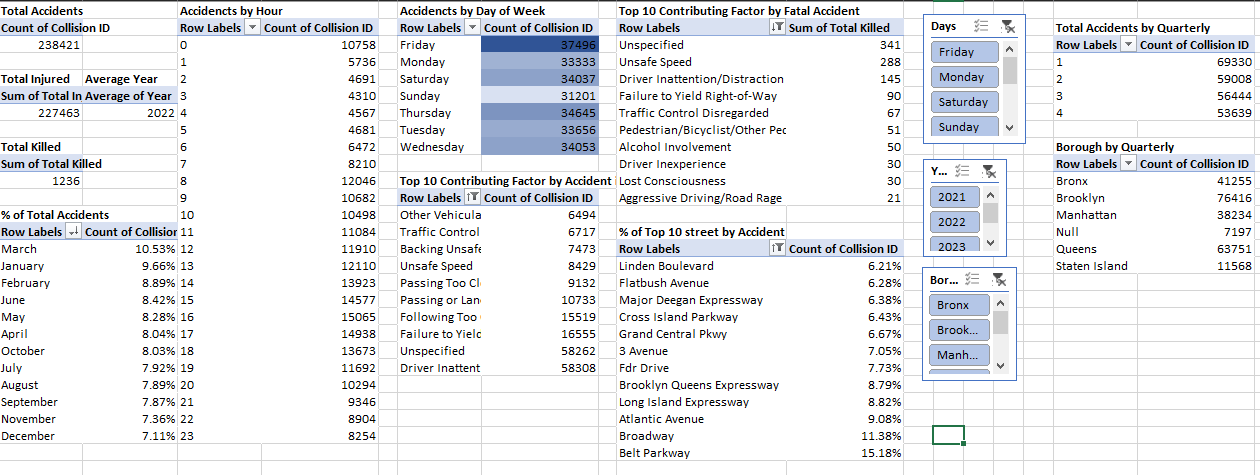 Total Accidents
Count of Collision ID
238421
Total Injured Average Year
Sum of Total In Average of Year
227463 2022
Total Killed
Sum of Total Killed
1236
% of Total Accidents
Row Labels Count of Collision
March 10.53%
January 9.66%
February 8.89%
June 8.42%
May 8.28%
April 8.04%
October 8.03%
July 7.92%
August 7.89%
September 7.87%
November 7.36%
December 7.11%
Accidencts by Hour
Row Labels Count of Collision ID
0 10758
1 5736
2 4691
3 4310
4 4567
5 4681
6 6472
7 8210
8 12046
9 10682
10 10498
11 11084
12 11910
13 12110
14 13923
15 14577
16 15065
17 14938
18 13673
19 11692
20 10294
21 9346
22 8904
23 8254
Accidencts by Day of Week
Row Labels Count of Collision ID
Friday 37496
Monday 33333
Saturday 34037
Sunday 31201
Thursday 34645
Tuesday 33656
Wednesday 34053
Top 10 Contributing Factor by Accident
Row Labels Count of Collision ID
Other Vehicula 6494
Traffic Control 6717
Backing Unsafe 7473
Unsafe Speed 8429
Passing Too Cl 9132
Passing or Lan 10733
Following Too 15519
Failure to Yield 16555
Unspecified 58262
Driver Inattent 58308
Top 10 Contributing Factor by Fatal Accident
Row Labels Sum of Total Killed
Unspecified 341
Unsafe Speed 288
Driver Inattention/Distraction 145
Failure to Yield Right-of-Way 90
Traffic Control Disregarded 67
Pedestrian/Bicyclist/Other Pec 51
Alcohol Involvement 50
Driver Inexperience 30
Lost Consciousness 30
Aggressive Driving/Road Rage 21
% of Top 10 street by Accident
Row Labels Count of Collision ID
Linden Boulevard 6.21%
Flatbush Avenue 6.28%
Major Deegan Expressway 6.38%
Cross Island Parkway 6.43%
Grand Central Pkwy 6.67%
3 Avenue 7.05%
Fdr Drive 7.73%
Brooklyn Queens Expressway 8.79%
Long Island Expressway 8.82%
Atlantic Avenue 9.08%
Broadway 11.38%
Belt Parkway 15.18%
Days
Friday
Monday
Saturday
Sunday
Y...
2021
2022
2023
Bor...
Bronx
Brook...
Manh...
Total Accidents by Quarterly
Row Labels Count of Collision ID
1 69330
2 59008
3 56444
4 53639
Borough by Quarterly
Row Labels Count of Collision ID
Bronx 41255
Brooklyn 76416
Manhattan 38234
Null 7197
Queens 63751
Staten Island 11568